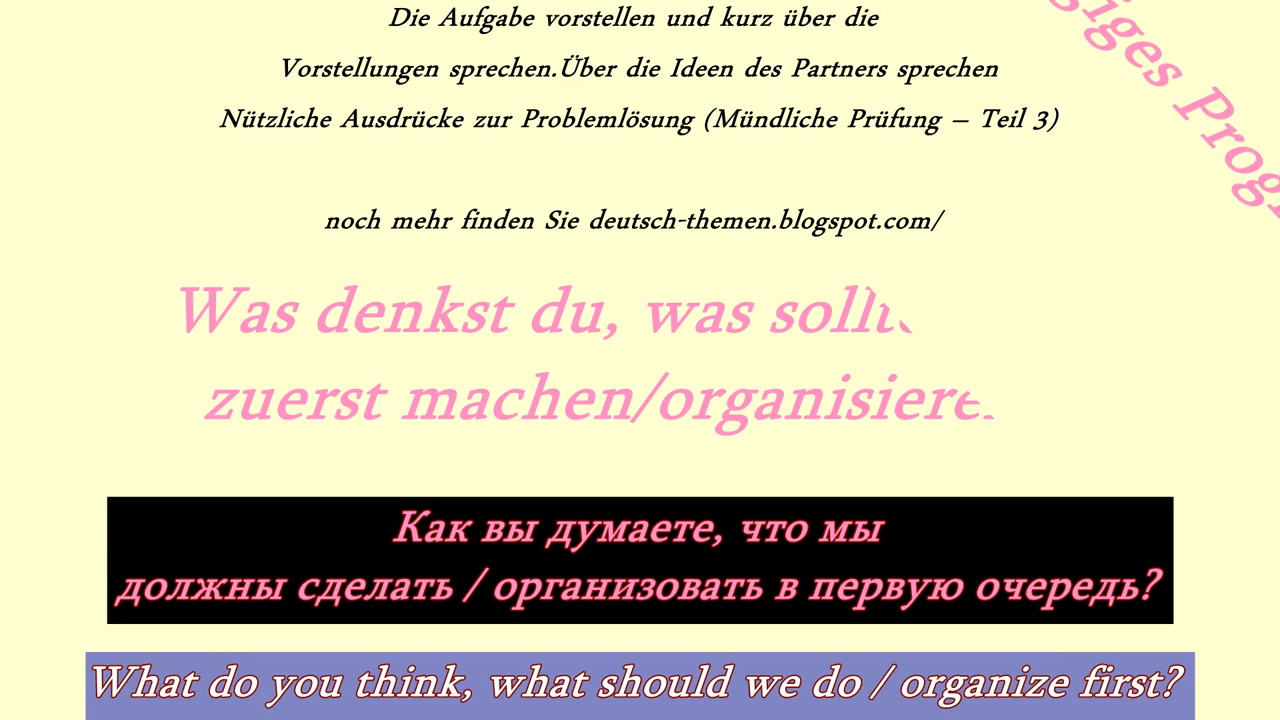 Die Aufgabe vorstellen und kurz über die
Vorstellungen sprechen.Über die Ideen des Partners sprechen
Nützliche Ausdrücke zur Problemlösung (Mündliche Prüfung – Teil 3)
noch mehr finden Sie deutsch-themen.blogspot.com/
Was denkst du, was
zuerst
Как вы думаете, что мы
должны сделать / организовать в первую очередь?
What do you think, what should we do / organize first?